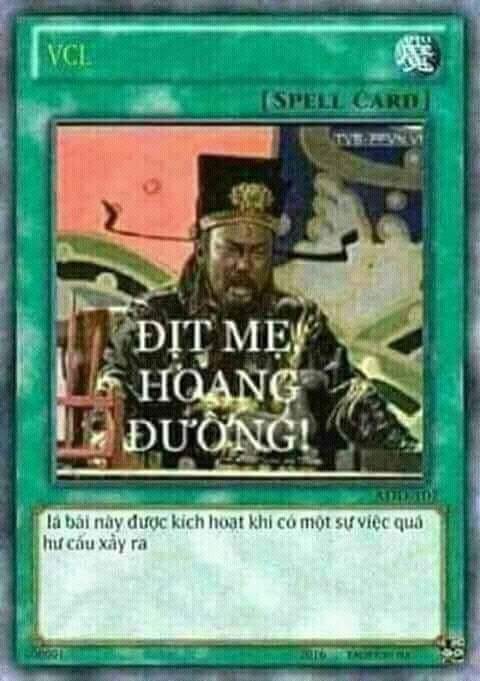 VCL
[SPELL CARD]
ĐỊT MẸ
HOANG
ĐƯỜNG!
lá bài này được kích hoạt khi có một sự việc quá
hư cấu xảy ra
2016